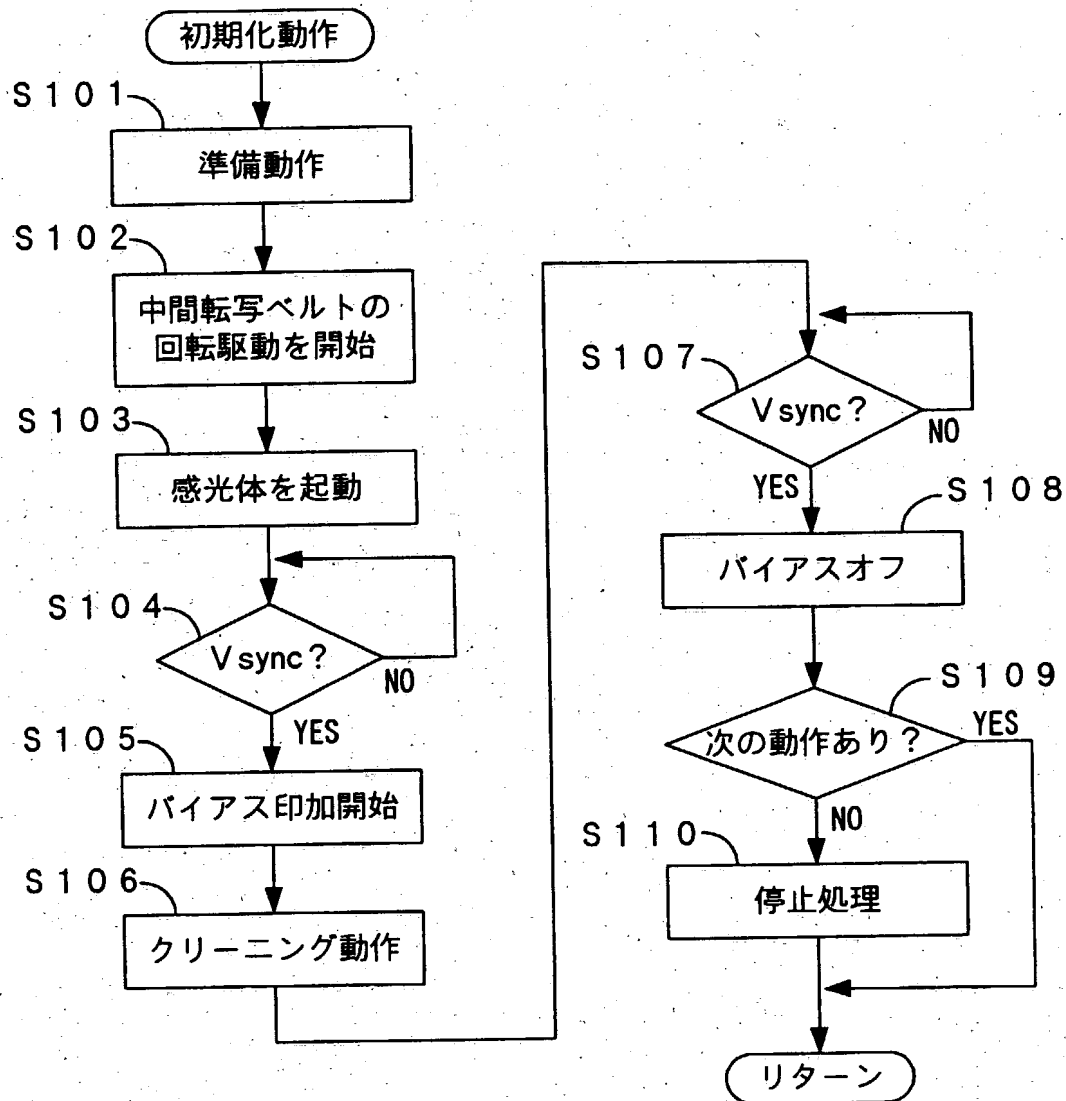 初期化動作
S101
準備動作
S102
中間転写ベルトの
回転駆動を開始
S103
感光体を起動
S104
Vsync?
NO
YES
S105
バイアス印加開始
S106
クリーニング動作
S107
Vsync?
NO
YES
S108
バイアスオフ
S109
次の動作あり?
YES
NO
S110
停止処理
リターン